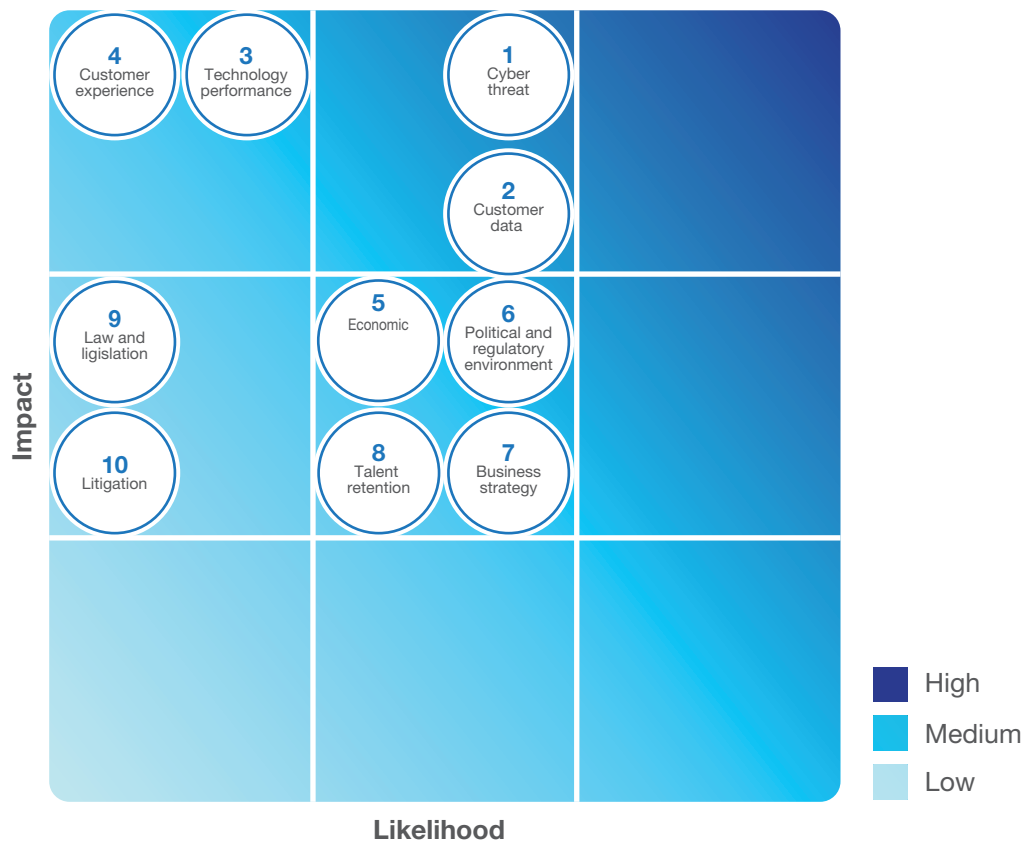 4
Customer
experience
3
Technology
performance
1
Cyber
threat
2
Customer
data
9
Law and
ligislation
5
Economic
6
Political and
regulatory
environment
10
Litigation
8
Talent
retention
7
Business
strategy
Impact
Likelihood
High
Medium
Low